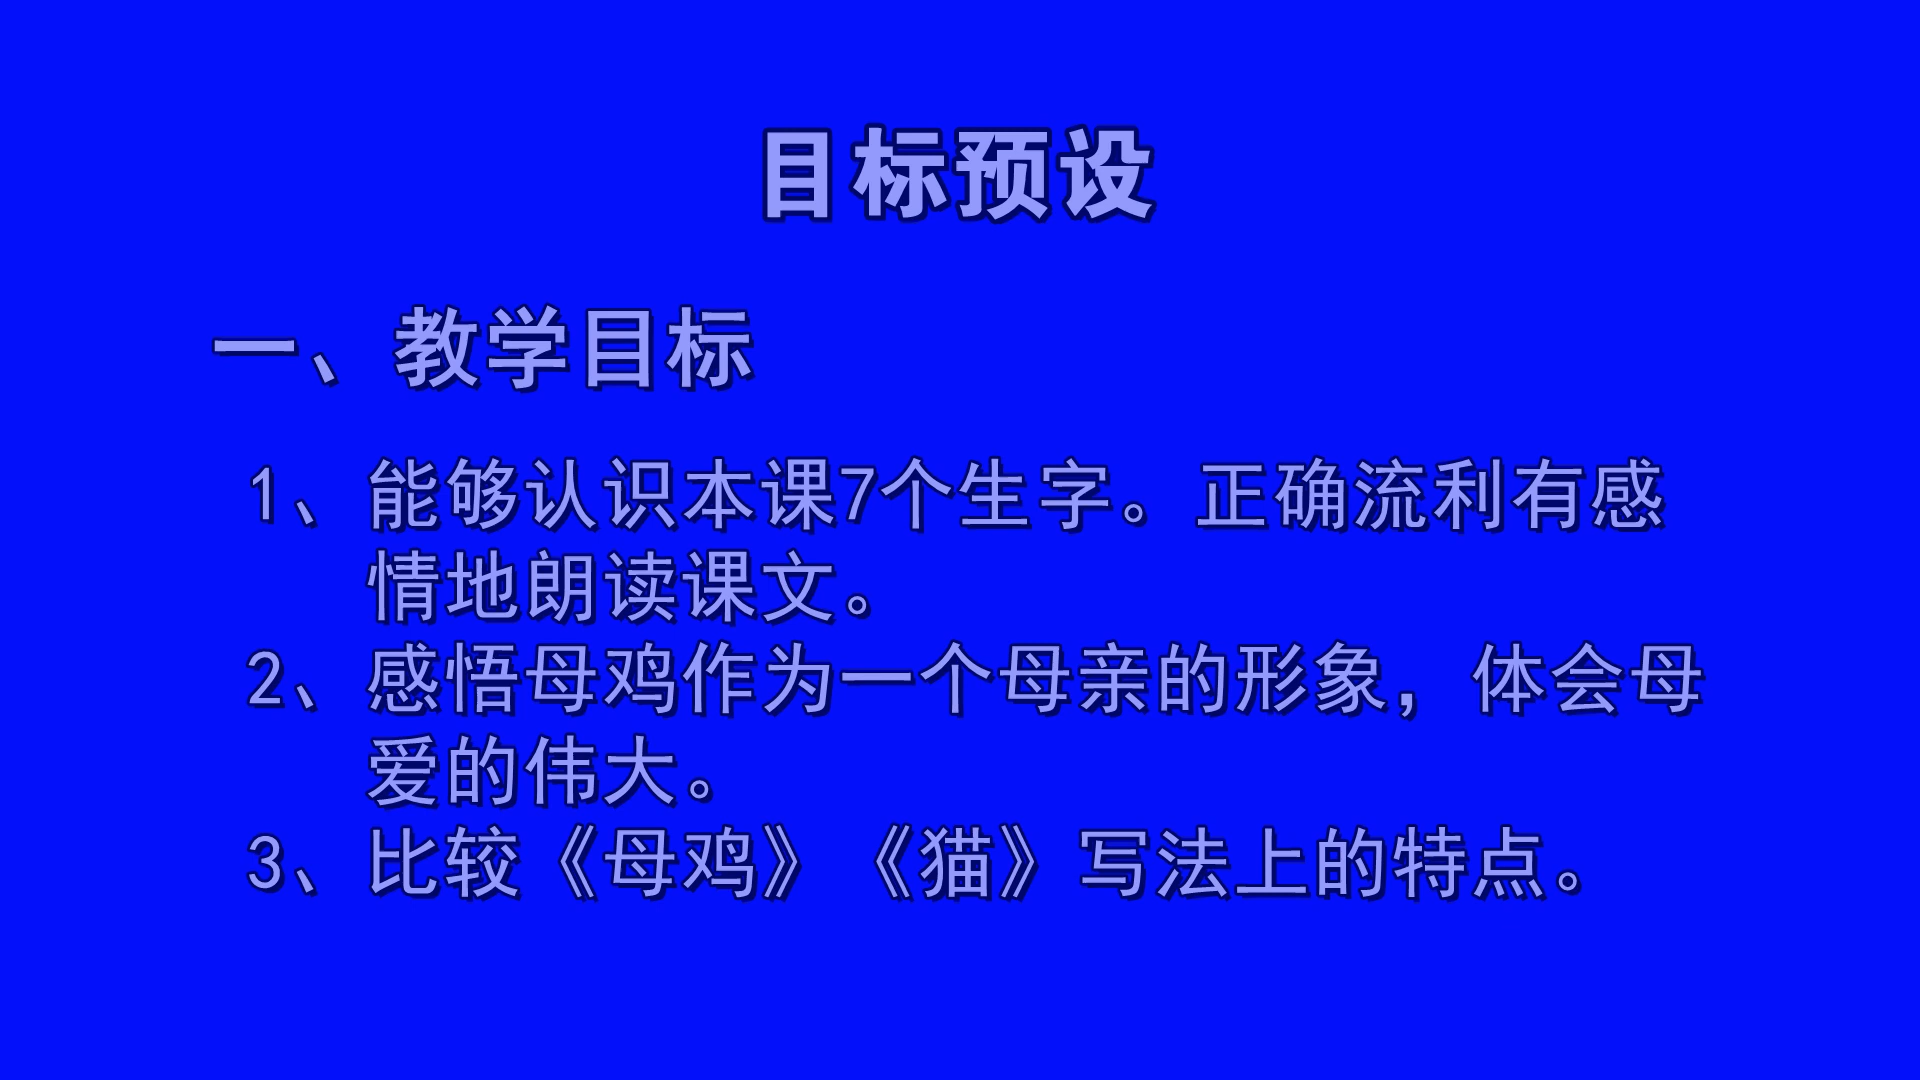 目标预设
一、教学目标
1、能够认识本课7个生字。正确流利有感
情地朗读课文。
2、感悟母鸡作为一个母亲的形象，体会母
爱的伟大。
3、比较《母鸡》《猫》写法上的特点。